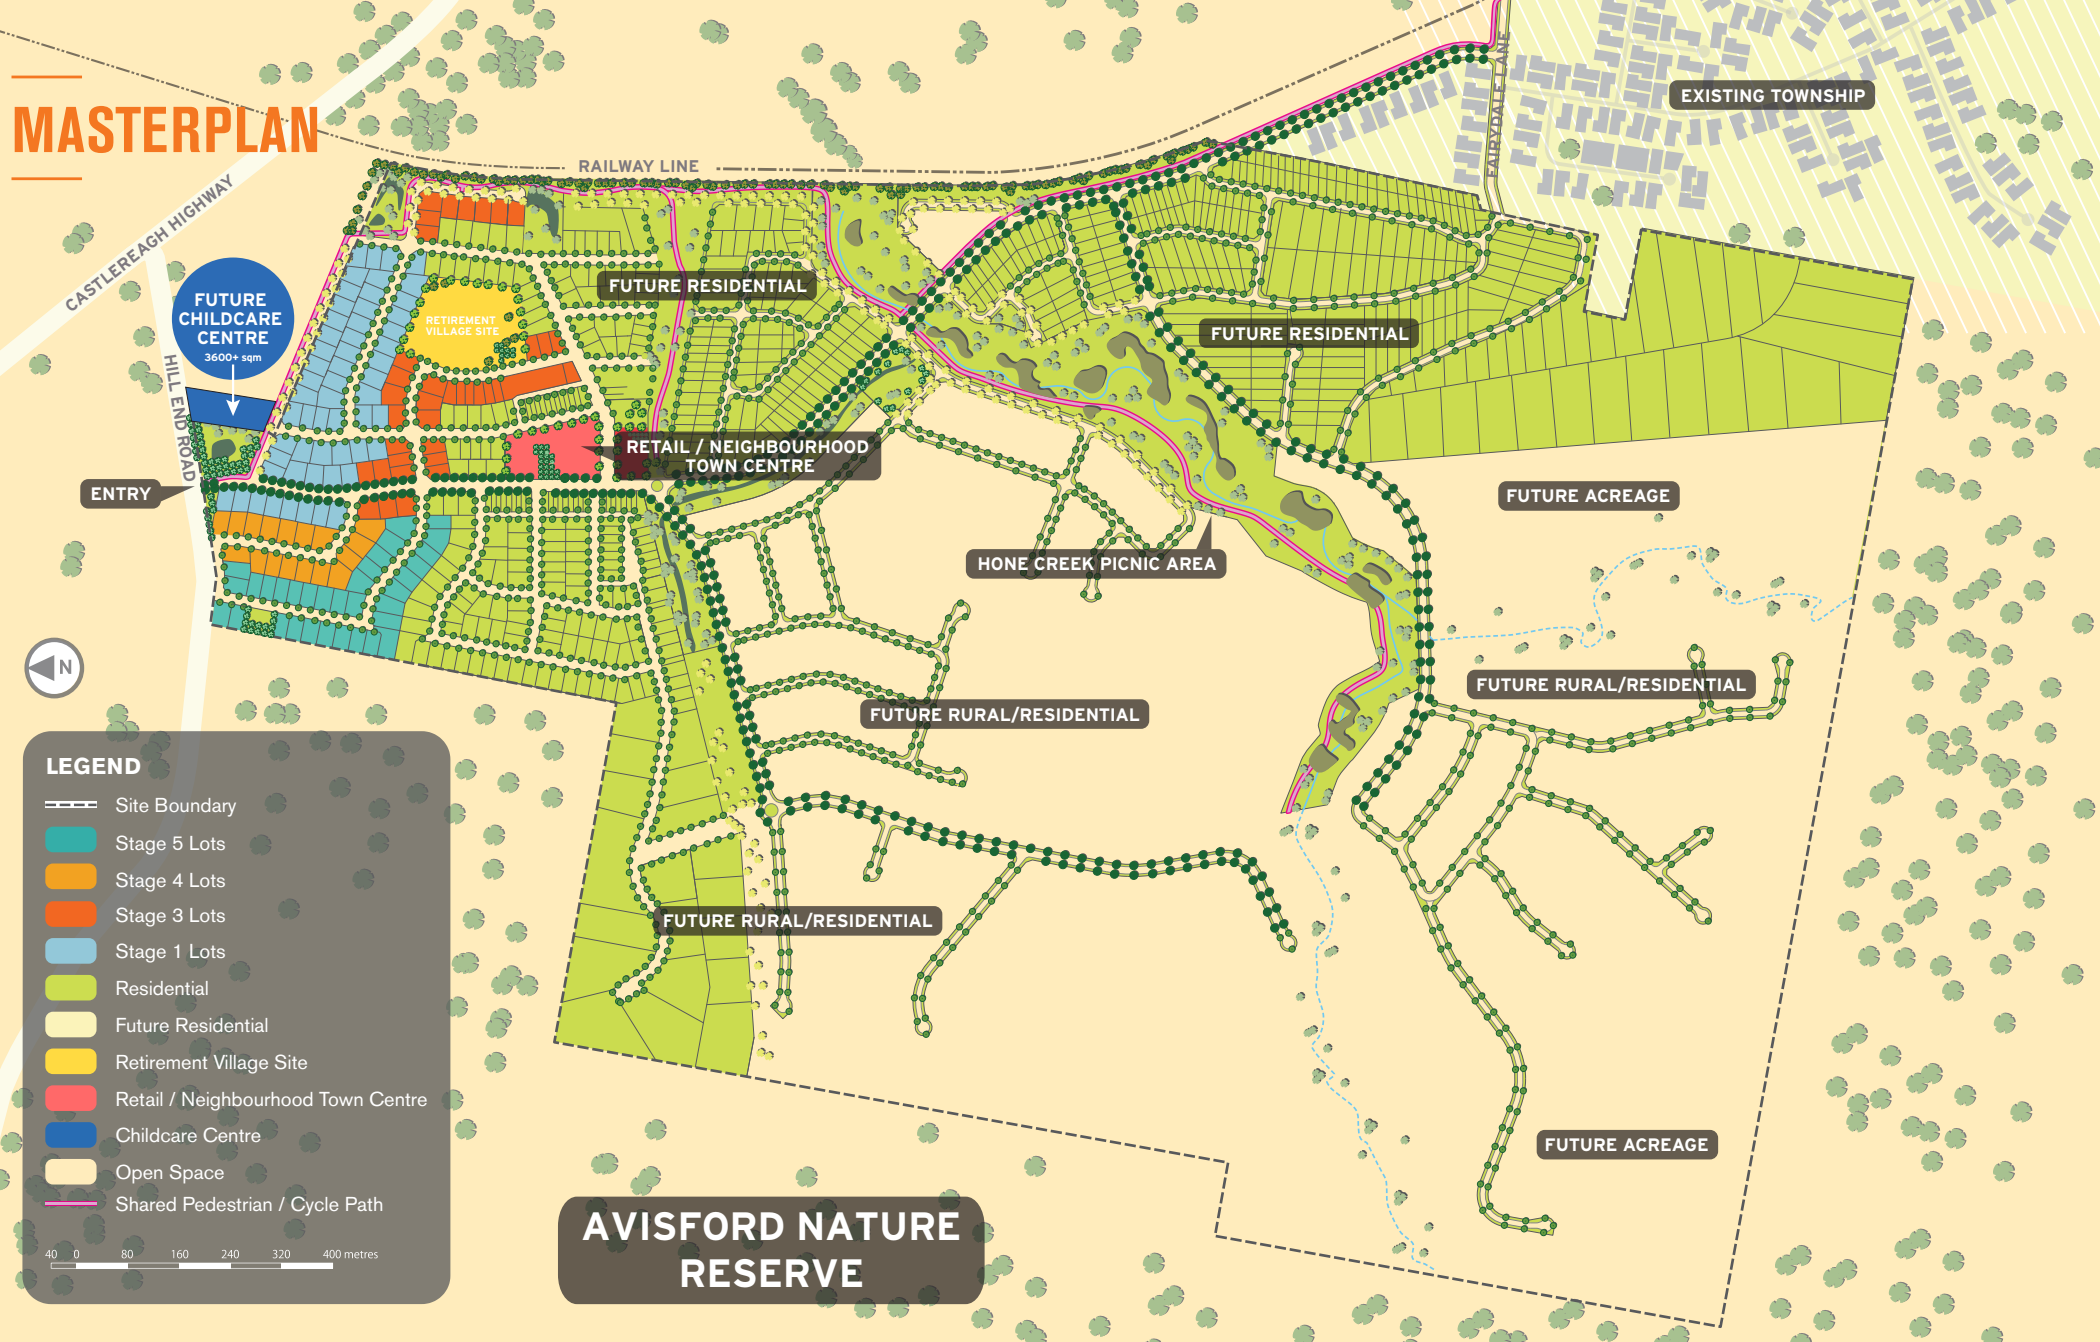 MASTERPLAN
RAILWAY LINE
FAIRYDALE LANE
EXISTING TOWNSHIP
CASTLEREAGH HIGHWAY
HILL END ROAD
FUTURE
CHILDCARE
CENTRE
3600+ sqm
RETIREMENT
VILLAGE SITE
FUTURE RESIDENTIAL
FUTURE RESIDENTIAL
RETAIL / NEIGHBOURHOOD
TOWN CENTRE
ENTRY
FUTURE ACREAGE
HONE CREEK PICNIC AREA
N
FUTURE RURAL/RESIDENTIAL
FUTURE RURAL/RESIDENTIAL
FUTURE RURAL/RESIDENTIAL
FUTURE ACREAGE
LEGEND
Site Boundary
Stage 5 Lots
Stage 4 Lots
Stage 3 Lots
Stage 1 Lots
Residential
Future Residential
Retirement Village Site
Retail / Neighbourhood Town Centre
Childcare Centre
Open Space
Shared Pedestrian / Cycle Path
40 0 80 160 240 320 400 metres
AVISFORD NATURE
RESERVE